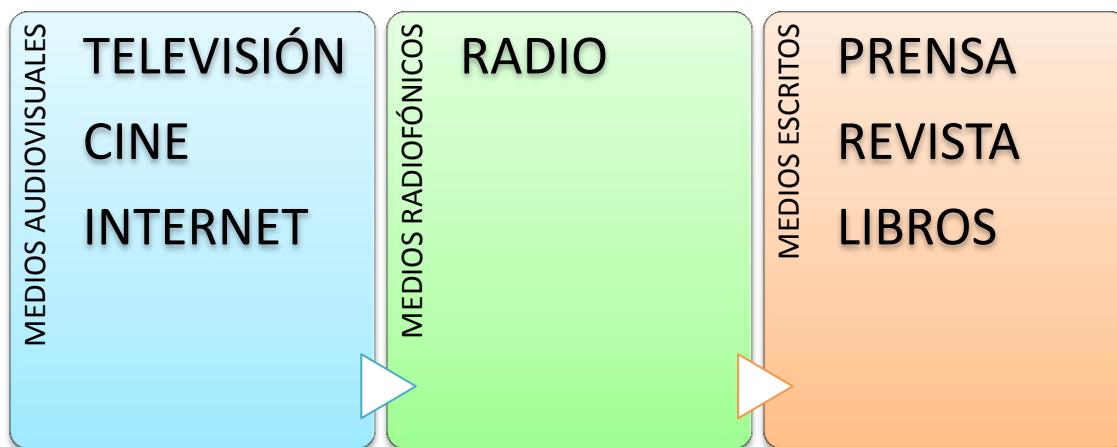 MEDIOS AUDIOVISUALES
TELEVISIÓN
CINE
INTERNET
MEDIOS RADIOFÓNICOS
RADIO
MEDIOS ESCRITOS
PRENSA
REVISTA
LIBROS